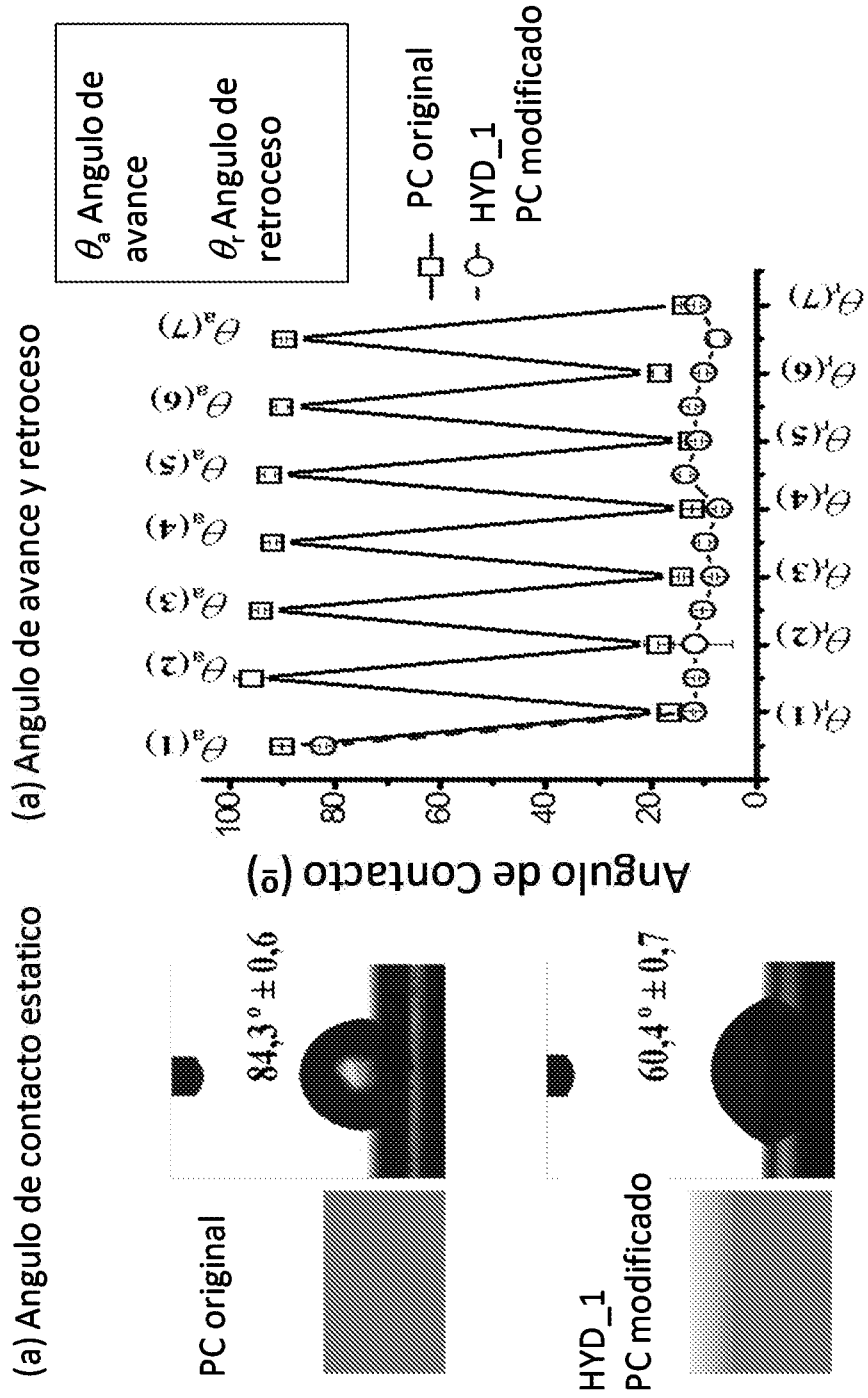 (a) Angulo de contacto estatico
PC original
84,3 º ± 0,6
HYD_1
PC modificado
60,4 º ± 0,7
(a) Angulo de avance y retroceso
θa Angulo de
avance
θr Angulo de
retroceso
PC original
HYD_1
PC modificado
Angulo de Contacto (º)
100
80
60
40
20
0
θa(1)
θa(2)
θa(3)
θa(4)
θa(5)
θa(6)
θa(7)
θr(1)
θr(2)
θr(3)
θr(4)
θr(5)
θr(6)
θr(7)